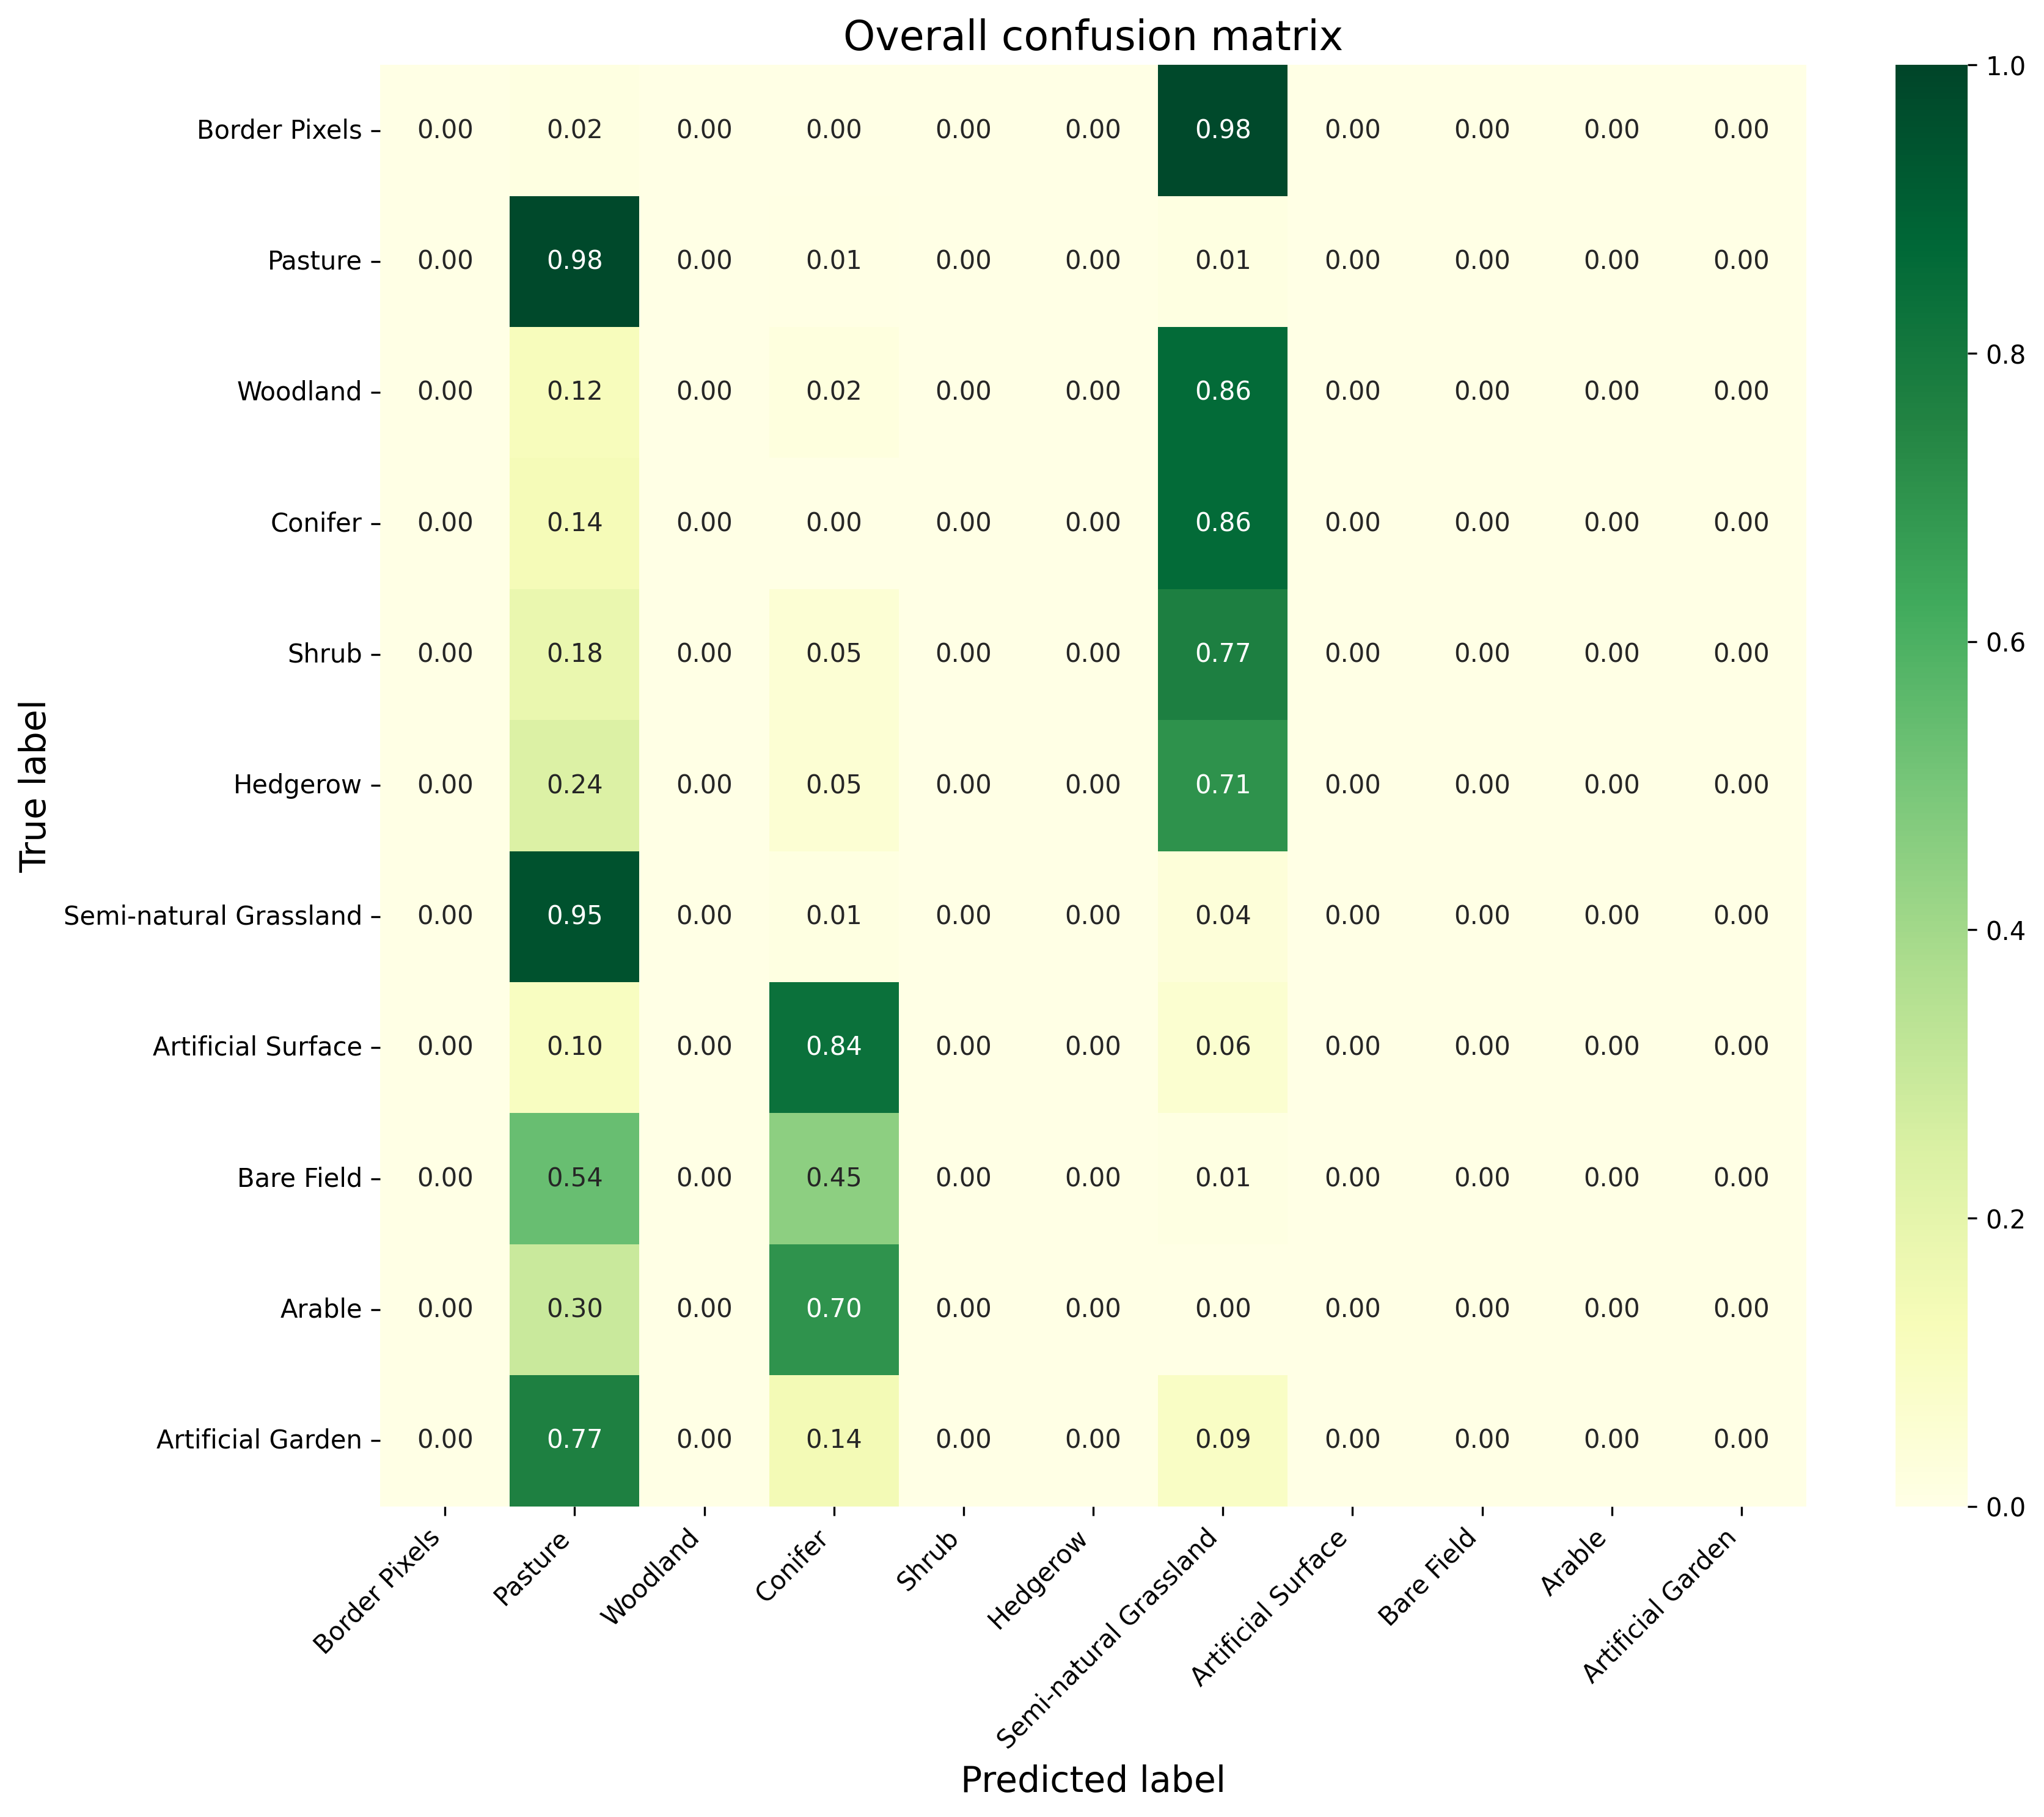 Overall confusion matrix
True label
Border Pixels 0.00 0.02 0.00 0.00 0.00 0.00 0.98 0.00 0.00 0.00 0.00
Pasture 0.00 0.98 0.00 0.01 0.00 0.00 0.01 0.00 0.00 0.00 0.00
Woodland 0.00 0.12 0.00 0.02 0.00 0.00 0.86 0.00 0.00 0.00 0.00
Conifer 0.00 0.14 0.00 0.00 0.00 0.00 0.86 0.00 0.00 0.00 0.00
Shrub 0.00 0.18 0.00 0.05 0.00 0.00 0.77 0.00 0.00 0.00 0.00
Hedgerow 0.00 0.24 0.00 0.05 0.00 0.00 0.71 0.00 0.00 0.00 0.00
Semi-natural Grassland 0.00 0.95 0.00 0.01 0.00 0.00 0.04 0.00 0.00 0.00 0.00
Artificial Surface 0.00 0.10 0.00 0.84 0.00 0.00 0.06 0.00 0.00 0.00 0.00
Bare Field 0.00 0.54 0.00 0.45 0.00 0.00 0.01 0.00 0.00 0.00 0.00
Arable 0.00 0.30 0.00 0.70 0.00 0.00 0.00 0.00 0.00 0.00 0.00
Artificial Garden 0.00 0.77 0.00 0.14 0.00 0.00 0.09 0.00 0.00 0.00 0.00
Border Pixels
Pasture
Woodland
Conifer
Shrub
Hedgerow
Semi-natural Grassland
Artificial Surface
Bare Field
Arable
Artificial Garden
Predicted label
1.0
0.8
0.6
0.4
0.2
0.0